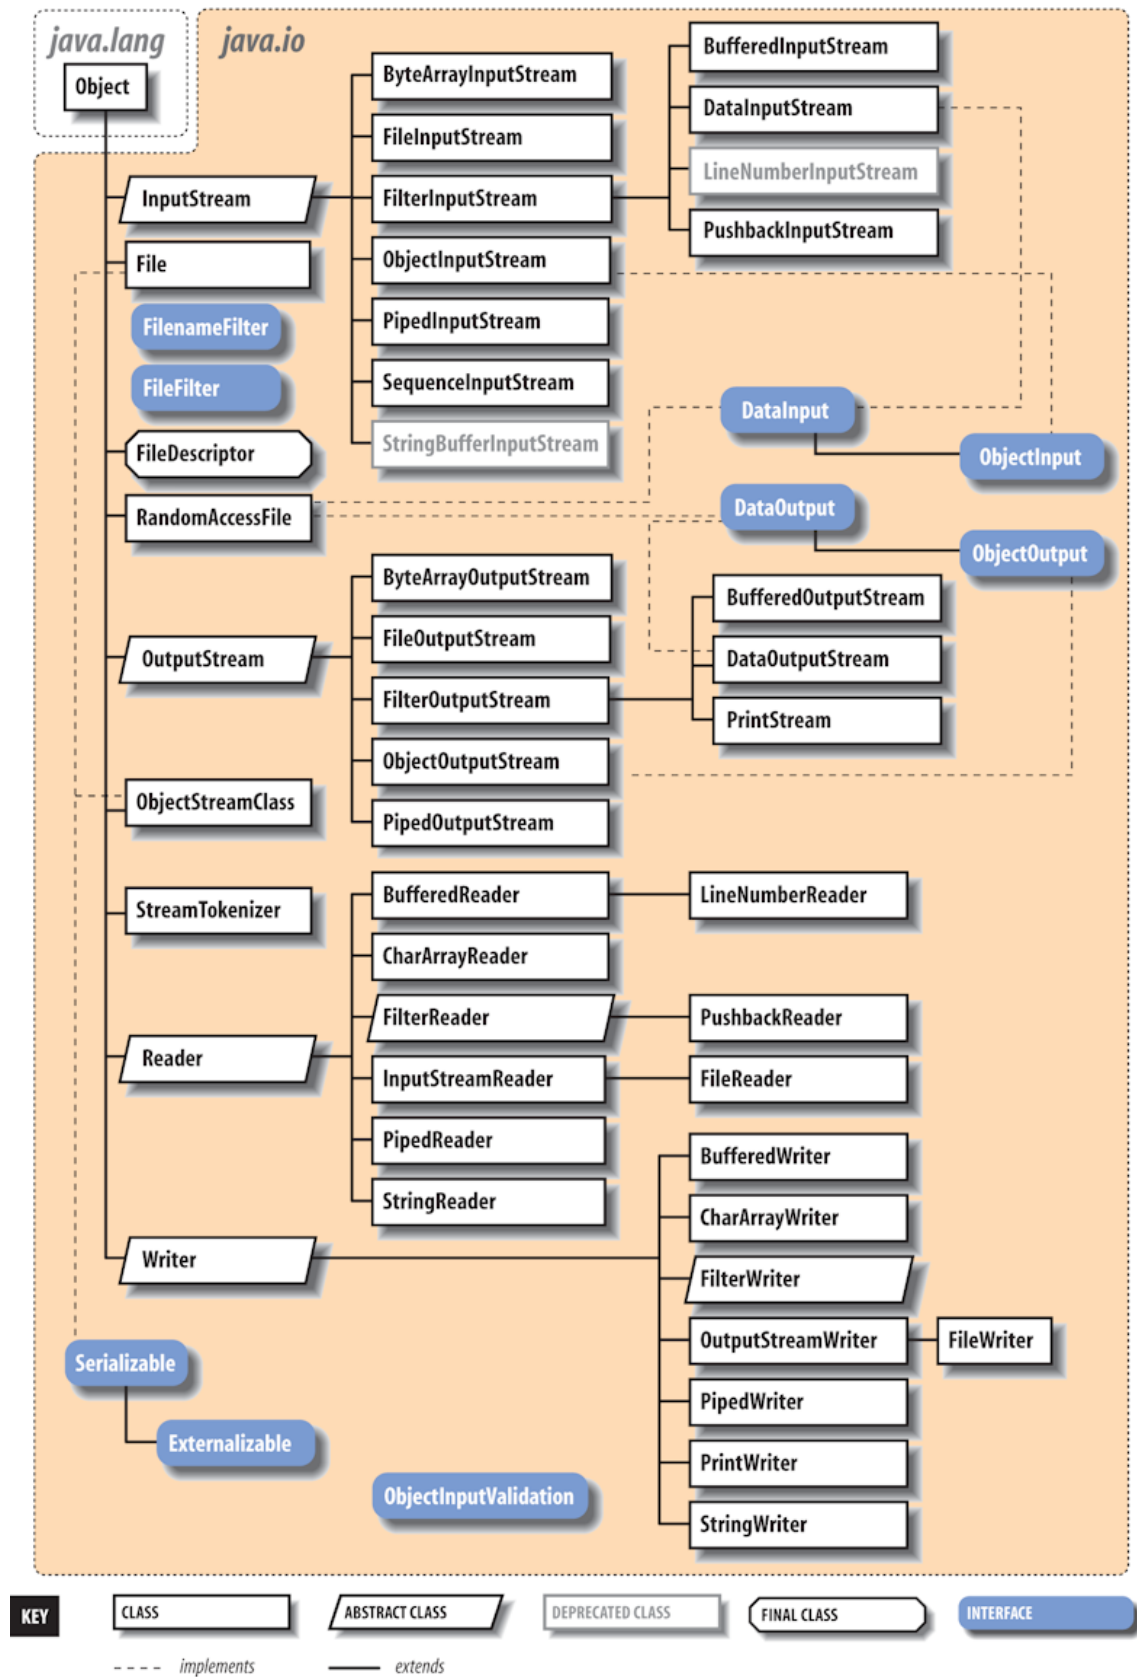 java.lang
java.io
Object
InputStream
File
FilenameFilter
FileFilter
FileDescriptor
RandomAccessFile
OutputStream
ObjectStreamClass
StreamTokenizer
Reader
Writer
Serializable
Externalizable
ByteArrayInputStream
FileInputStream
FilterInputStream
ObjectInputStream
PipedInputStream
SequenceInputStream
StringBufferInputStream
BufferedInputStream
DataInputStream
LineNumberInputStream
PushbackInputStream
DataInput
ObjectInput
DataOutput
ObjectOutput
ByteArrayOutputStream
FileOutputStream
FilterOutputStream
ObjectOutputStream
PipedOutputStream
BufferedOutputStream
DataOutputStream
PrintStream
BufferedReader
CharArrayReader
FilterReader
InputStreamReader
PipedReader
StringReader
LineNumberReader
PushbackReader
FileReader
BufferedWriter
CharArrayWriter
FilterWriter
OutputStreamWriter
FileWriter
PipedWriter
PrintWriter
StringWriter
ObjectInputValidation
KEY
CLASS
ABSTRACT CLASS
DEPRECATED CLASS
FINAL CLASS
INTERFACE
implements
extends